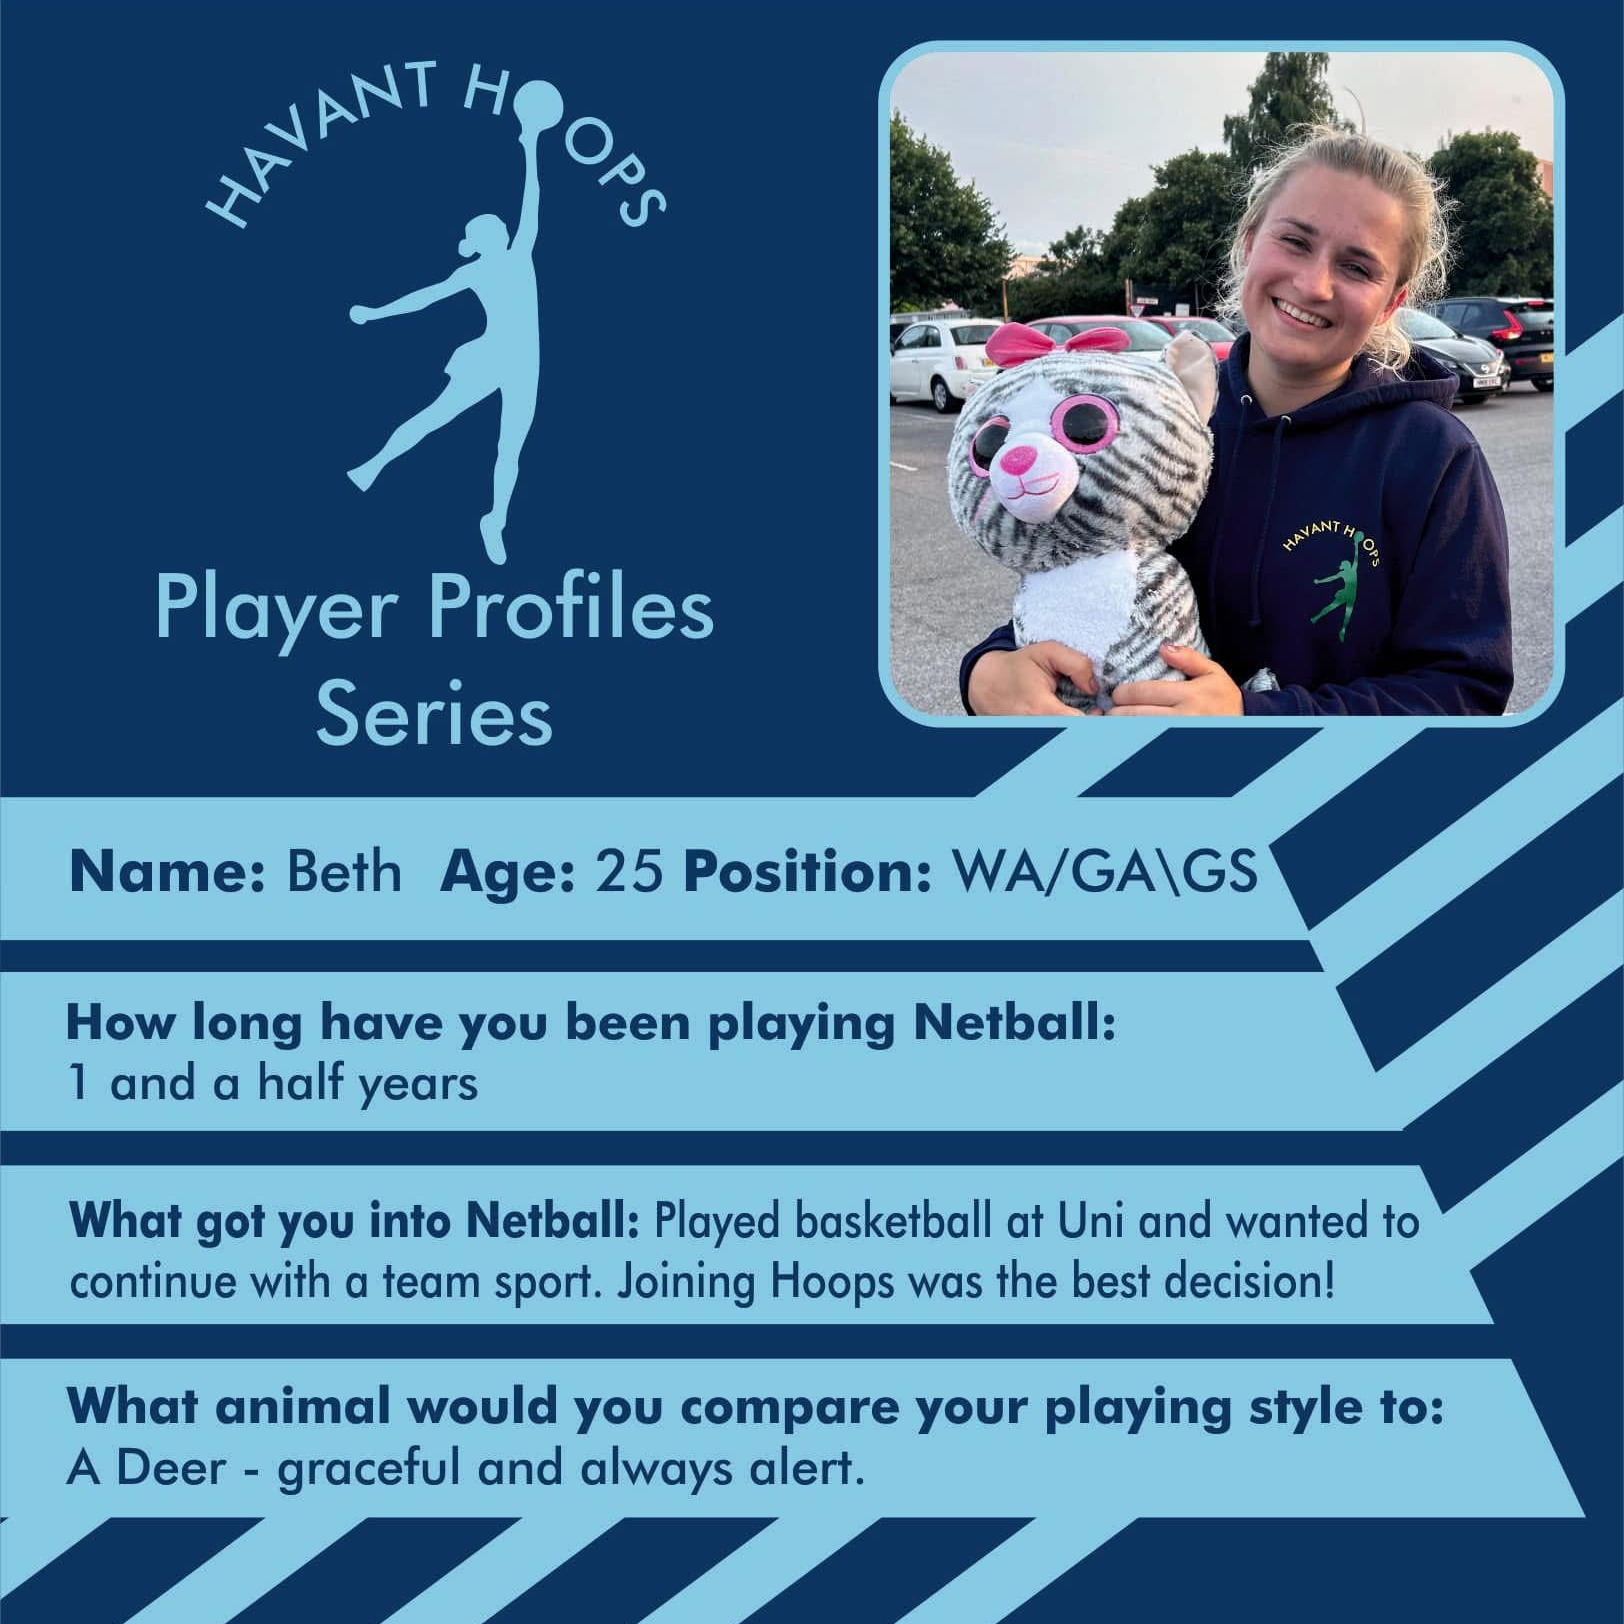 HAVANT HOOPS
Player Profiles
Series
HAVANT HOOPS
Name: Beth Age: 25 Position: WA/GA\GS
How long have you been playing Netball:
1 and a half years
What got you into Netball: Played basketball at Uni and wanted to
continue with a team sport. Joining Hoops was the best decision!
What animal would you compare your playing style to:
A Deer - graceful and always alert.